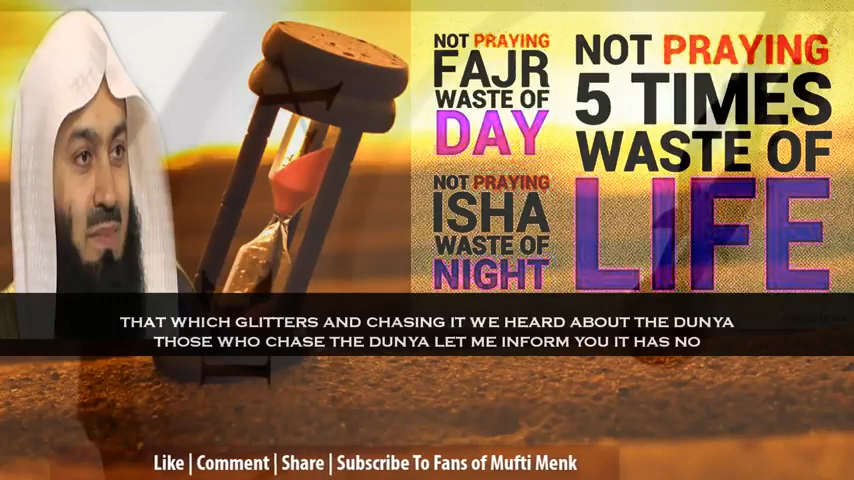 NOT PRAYING
FAJR
WASTE OF
DAY
NOT PRAYING
ISHA
WASTE OF
NIGHT
NOT PRAYING
5 TIMES
WASTE OF
LIFE
THAT WHICH GLITTERS AND CHASING IT WE HEARD ABOUT THE DUNYA
THOSE WHO CHASE THE DUNYA LET ME INFORM YOU IT HAS NO
Like | Comment | Share | Subscribe To Fans of Mufti Menk